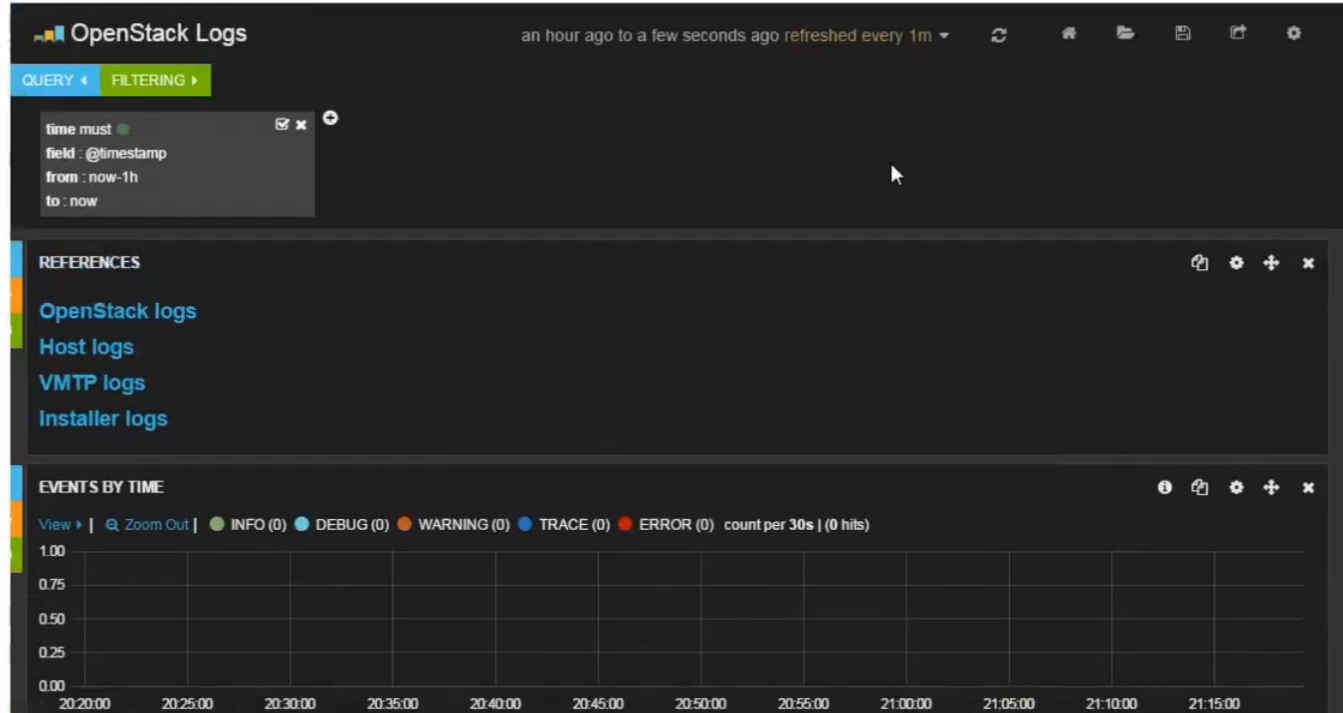 OpenStack Logs an hour ago to a few seconds ago refreshed every 1m
QUERY FILTERING
time must
field : @timestamp
from : now-1h
to : now
REFERENCES
OpenStack logs
Host logs
VMTP logs
Installer logs
EVENTS BY TIME
View | Zoom Out | INFO (0) DEBUG (0) WARNING (0) TRACE (0) ERROR (0) count per 30s | (0 hits)
1.00
0.75
0.50
0.25
0.00
20:20:00 20:25:00 20:30:00 20:35:00 20:40:00 20:45:00 20:50:00 20:55:00 21:00:00 21:05:00 21:10:00 21:15:00